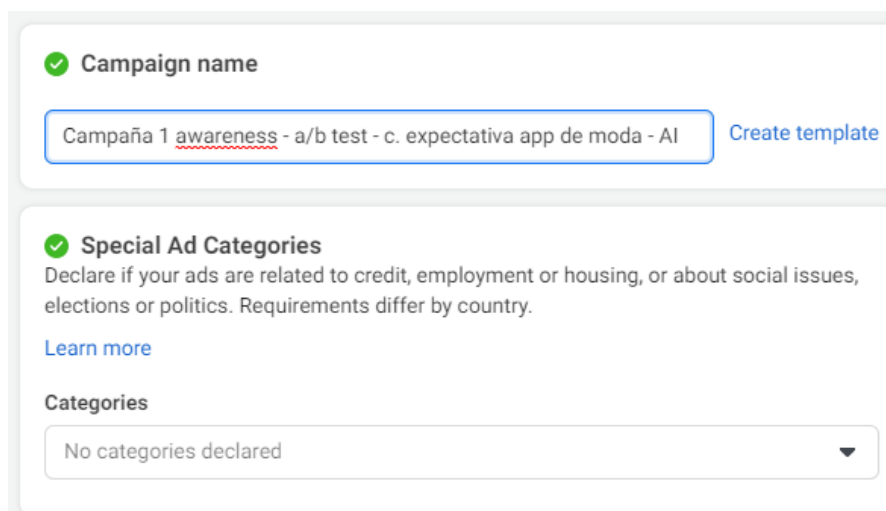 Campaign name
Campaña 1 awareness - a/b test - c. expectativa app de moda - AI
Create template
Special Ad Categories
Declare if your ads are related to credit, employment or housing, or about social issues,
elections or politics. Requirements differ by country.
Learn more
Categories
No categories declared